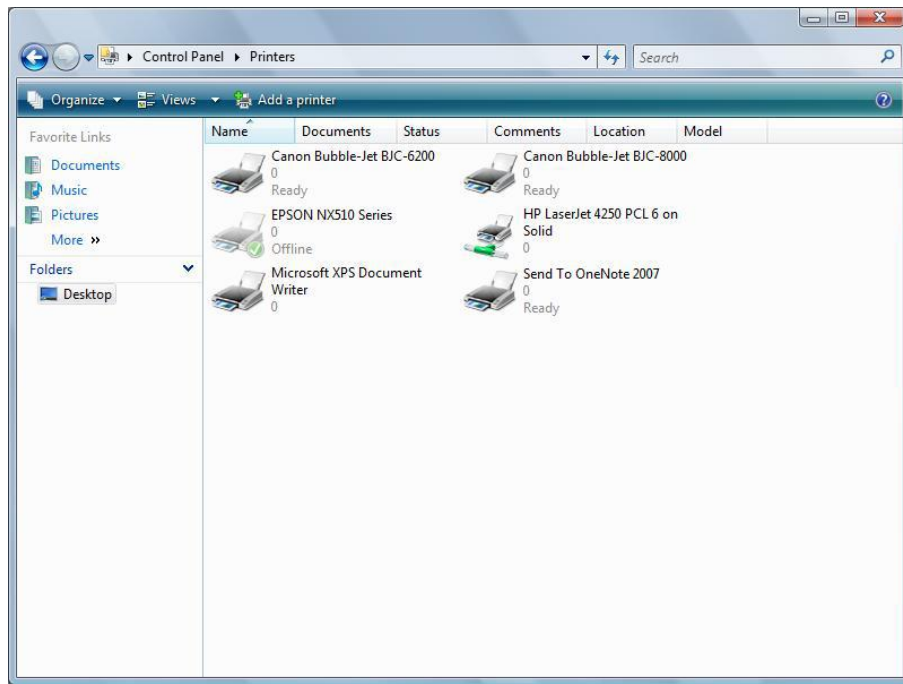 Control Panel Printers
Search
Organize Views Add a printer
Favorite Links
Documents
Music
Pictures
More »
Folders
Desktop
Name Documents Status Comments Location Model
Canon Bubble-Jet BJC-6200
0
Ready
Canon Bubble-Jet BJC-8000
0
Ready
EPSON NX510 Series
0
Offline
HP LaserJet 4250 PCL 6 on
Solid
0
Microsoft XPS Document
Writer
0
Send To OneNote 2007
0
Ready